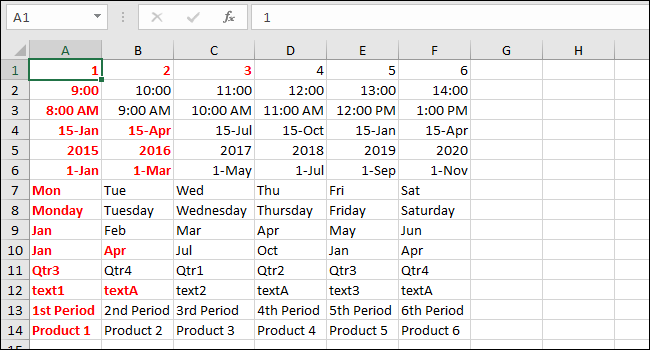 A1 fx 1
A B C D E F G H
1 1 2 3 4 5 6
2 9:00 10:00 11:00 12:00 13:00 14:00
3 8:00 AM 9:00 AM 10:00 AM 11:00 AM 12:00 PM 1:00 PM
4 15-Jan 15-Apr 15-Jul 15-Oct 15-Jan 15-Apr
5 2015 2016 2017 2018 2019 2020
6 1-Jan 1-Mar 1-May 1-Jul 1-Sep 1-Nov
7 Mon Tue Wed Thu Fri Sat
8 Monday Tuesday Wednesday Thursday Friday Saturday
9 Jan Feb Mar Apr May Jun
10 Jan Apr Jul Oct Jan Apr
11 Qtr3 Qtr4 Qtr1 Qtr2 Qtr3 Qtr4
12 text1 textA text2 textA text3 textA
13 1st Period 2nd Period 3rd Period 4th Period 5th Period 6th Period
14 Product 1 Product 2 Product 3 Product 4 Product 5 Product 6
15